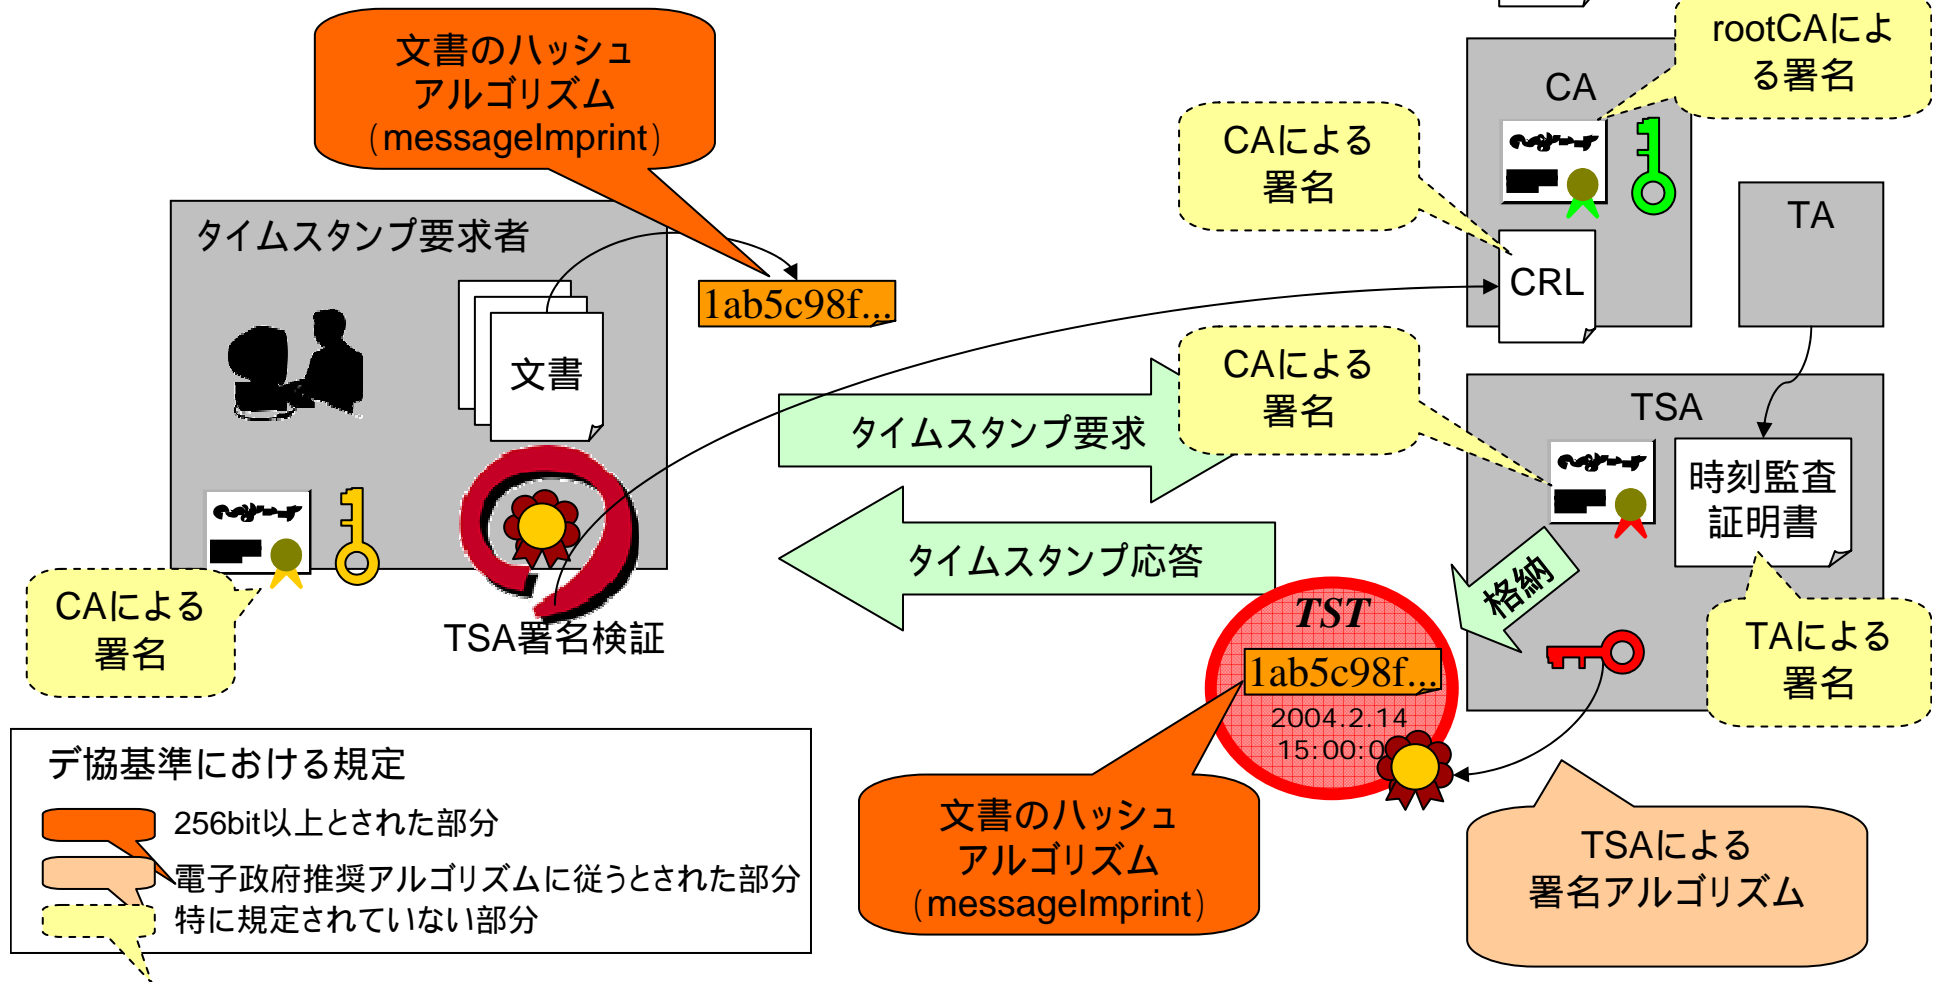 文書のハッシュ
アルゴリズム
(messageImprint)
rootCAによ
る署名
CA
CAによる
署名
TA
タイムスタンプ要求者
1ab5c98f...
CRL
文書
CAによる
署名
TSA
タイムスタンプ要求
時刻監査
証明書
タイムスタンプ応答
格納
CAによる
署名
TSA署名検証
TST
1ab5c98f...
2004.2.14
15:00:0
TAによる
署名
デ協基準における規定
256bit以上とされた部分
電子政府推奨アルゴリズムに従うとされた部分
特に規定されていない部分
文書のハッシュ
アルゴリズム
(messageImprint)
TSAによる
署名アルゴリズム